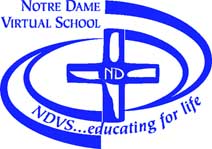 NOTRE DAME
VIRTUAL SCHOOL
ND
NDVS...educating for life